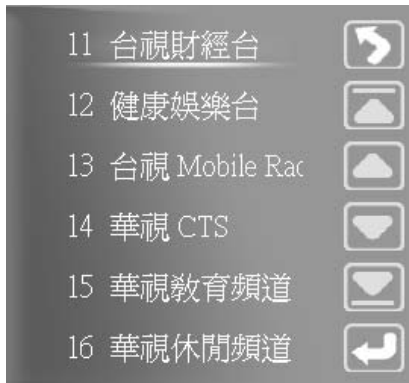 11 台視財經台
12 健康娛樂台
13 台視 Mobile Rac
14 華視 CTS
15 華視教育頻道
16 華視休閒頻道